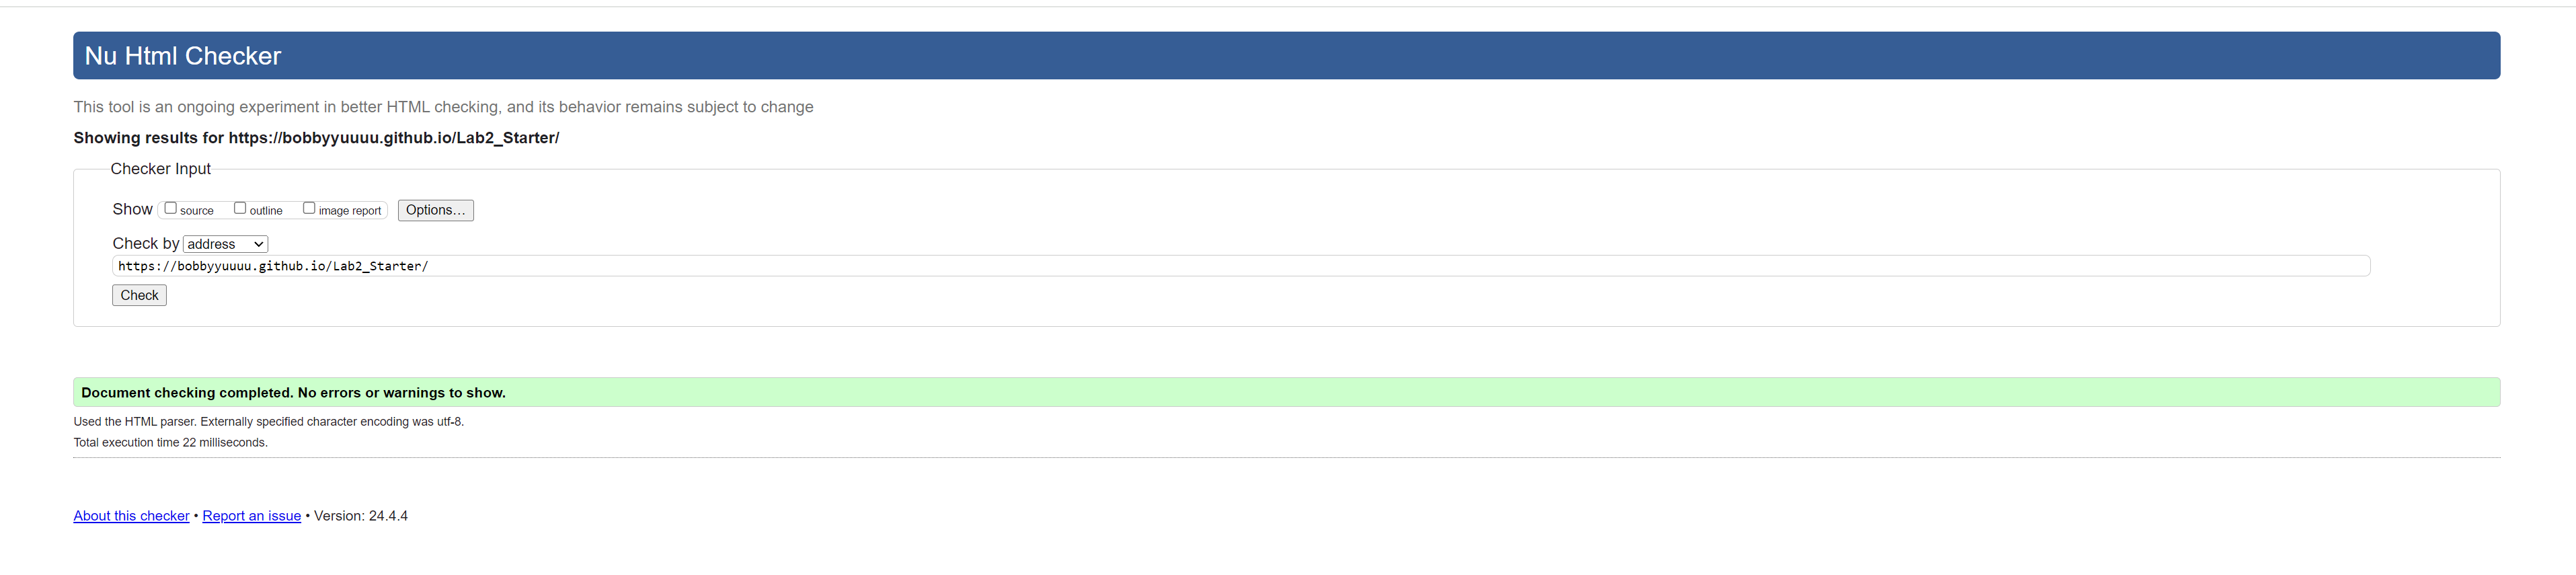 Nu Html Checker
This tool is an ongoing experiment in better HTML checking, and its behavior remains subject to change
Showing results for https://bobbyyuuuu.github.io/Lab2_Starter/
Checker Input
Show source outline image report Options...
Check by address
https://bobbyyuuuu.github.io/Lab2_Starter/
Check
Document checking completed. No errors or warnings to show.
Used the HTML parser. Externally specified character encoding was utf-8.
Total execution time 22 milliseconds.
About this checker • Report an issue • Version: 24.4.4